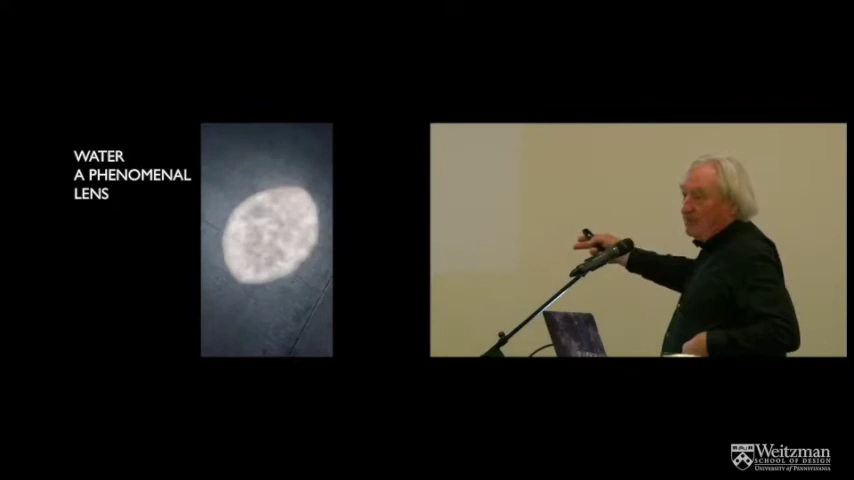 WATER
A PHENOMENAL
LENS
Weitzman
SCHOOL OF DESIGN
UNIVERSITY of PENNSYLVANIA